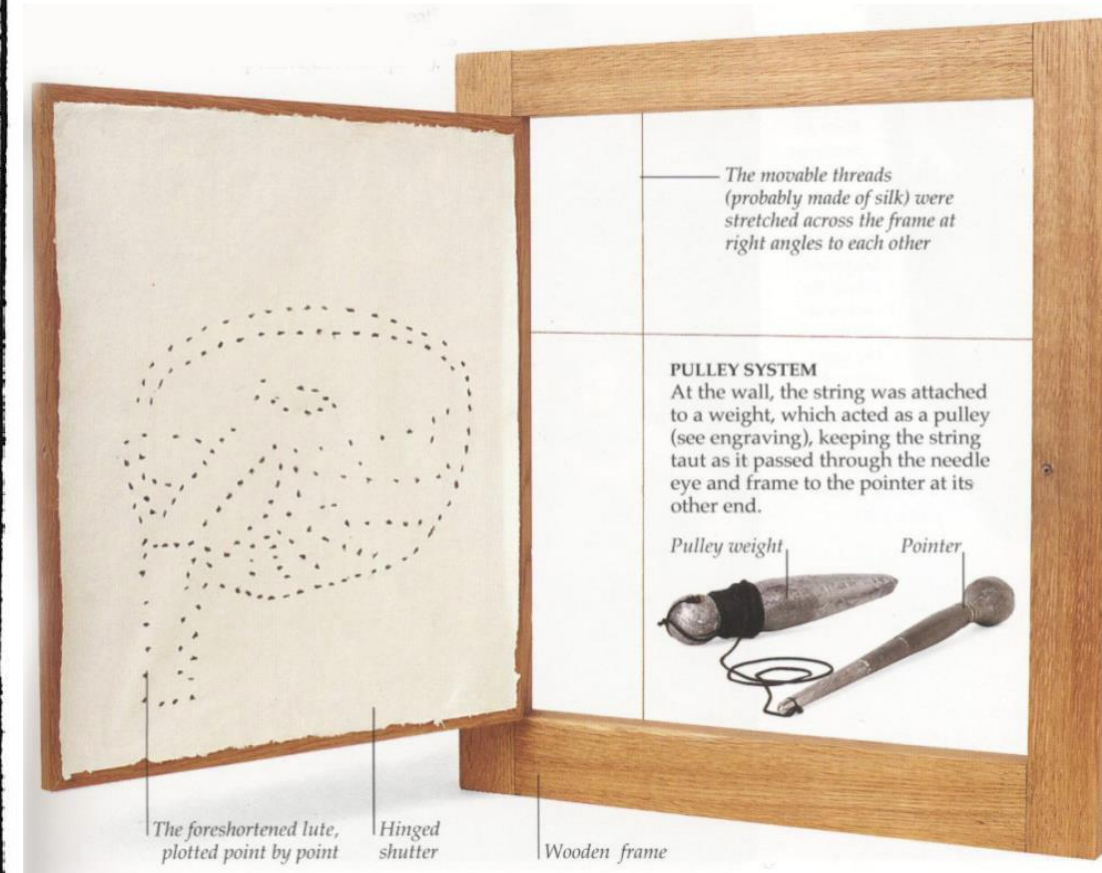 The movable threads
(probably made of silk) were
stretched across the frame at
right angles to each other
PULLEY SYSTEM
At the wall, the string was attached
to a weight, which acted as a pulley
(see engraving), keeping the string
taut as it passed through the needle
eye and frame to the pointer at its
other end.
Pulley weight
Pointer
The foreshortened lute,
plotted point by point
Hinged
shutter
Wooden frame